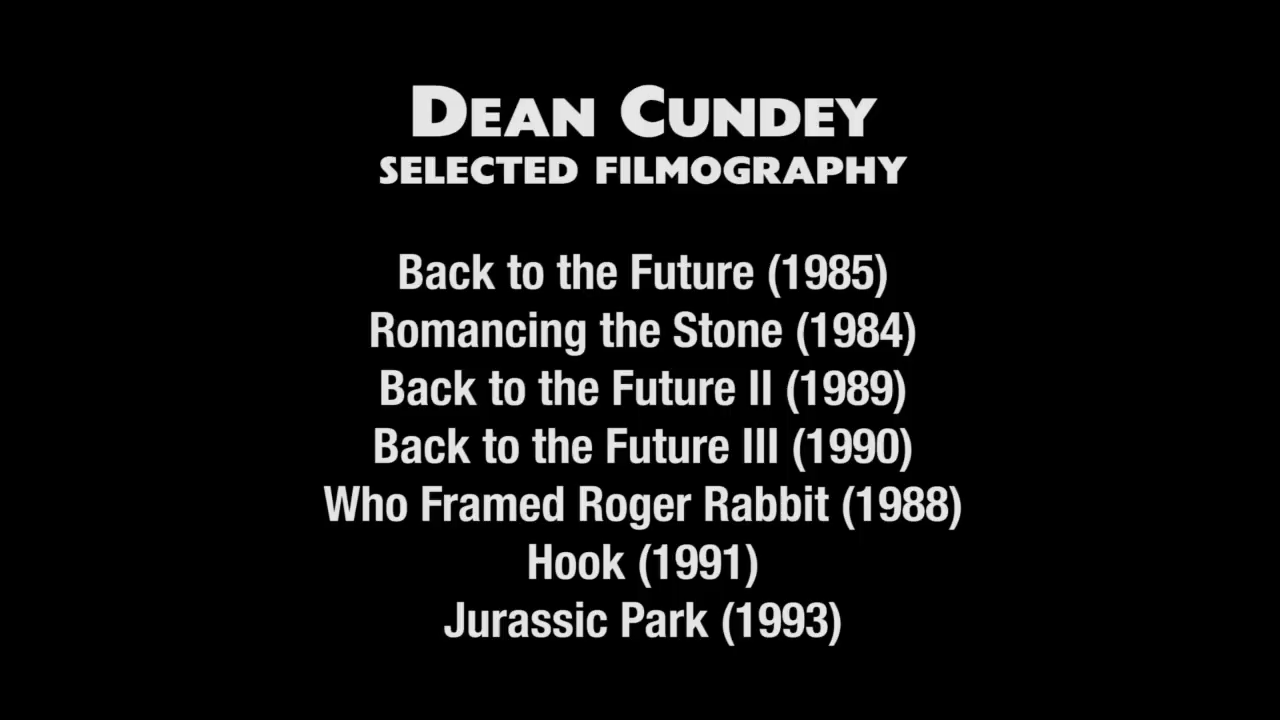 DEAN CUNDEY
SELECTED FILMOGRAPHY
Back to the Future (1985)
Romancing the Stone (1984)
Back to the Future II (1989)
Back to the Future III (1990)
Who Framed Roger Rabbit (1988)
Hook (1991)
Jurassic Park (1993)